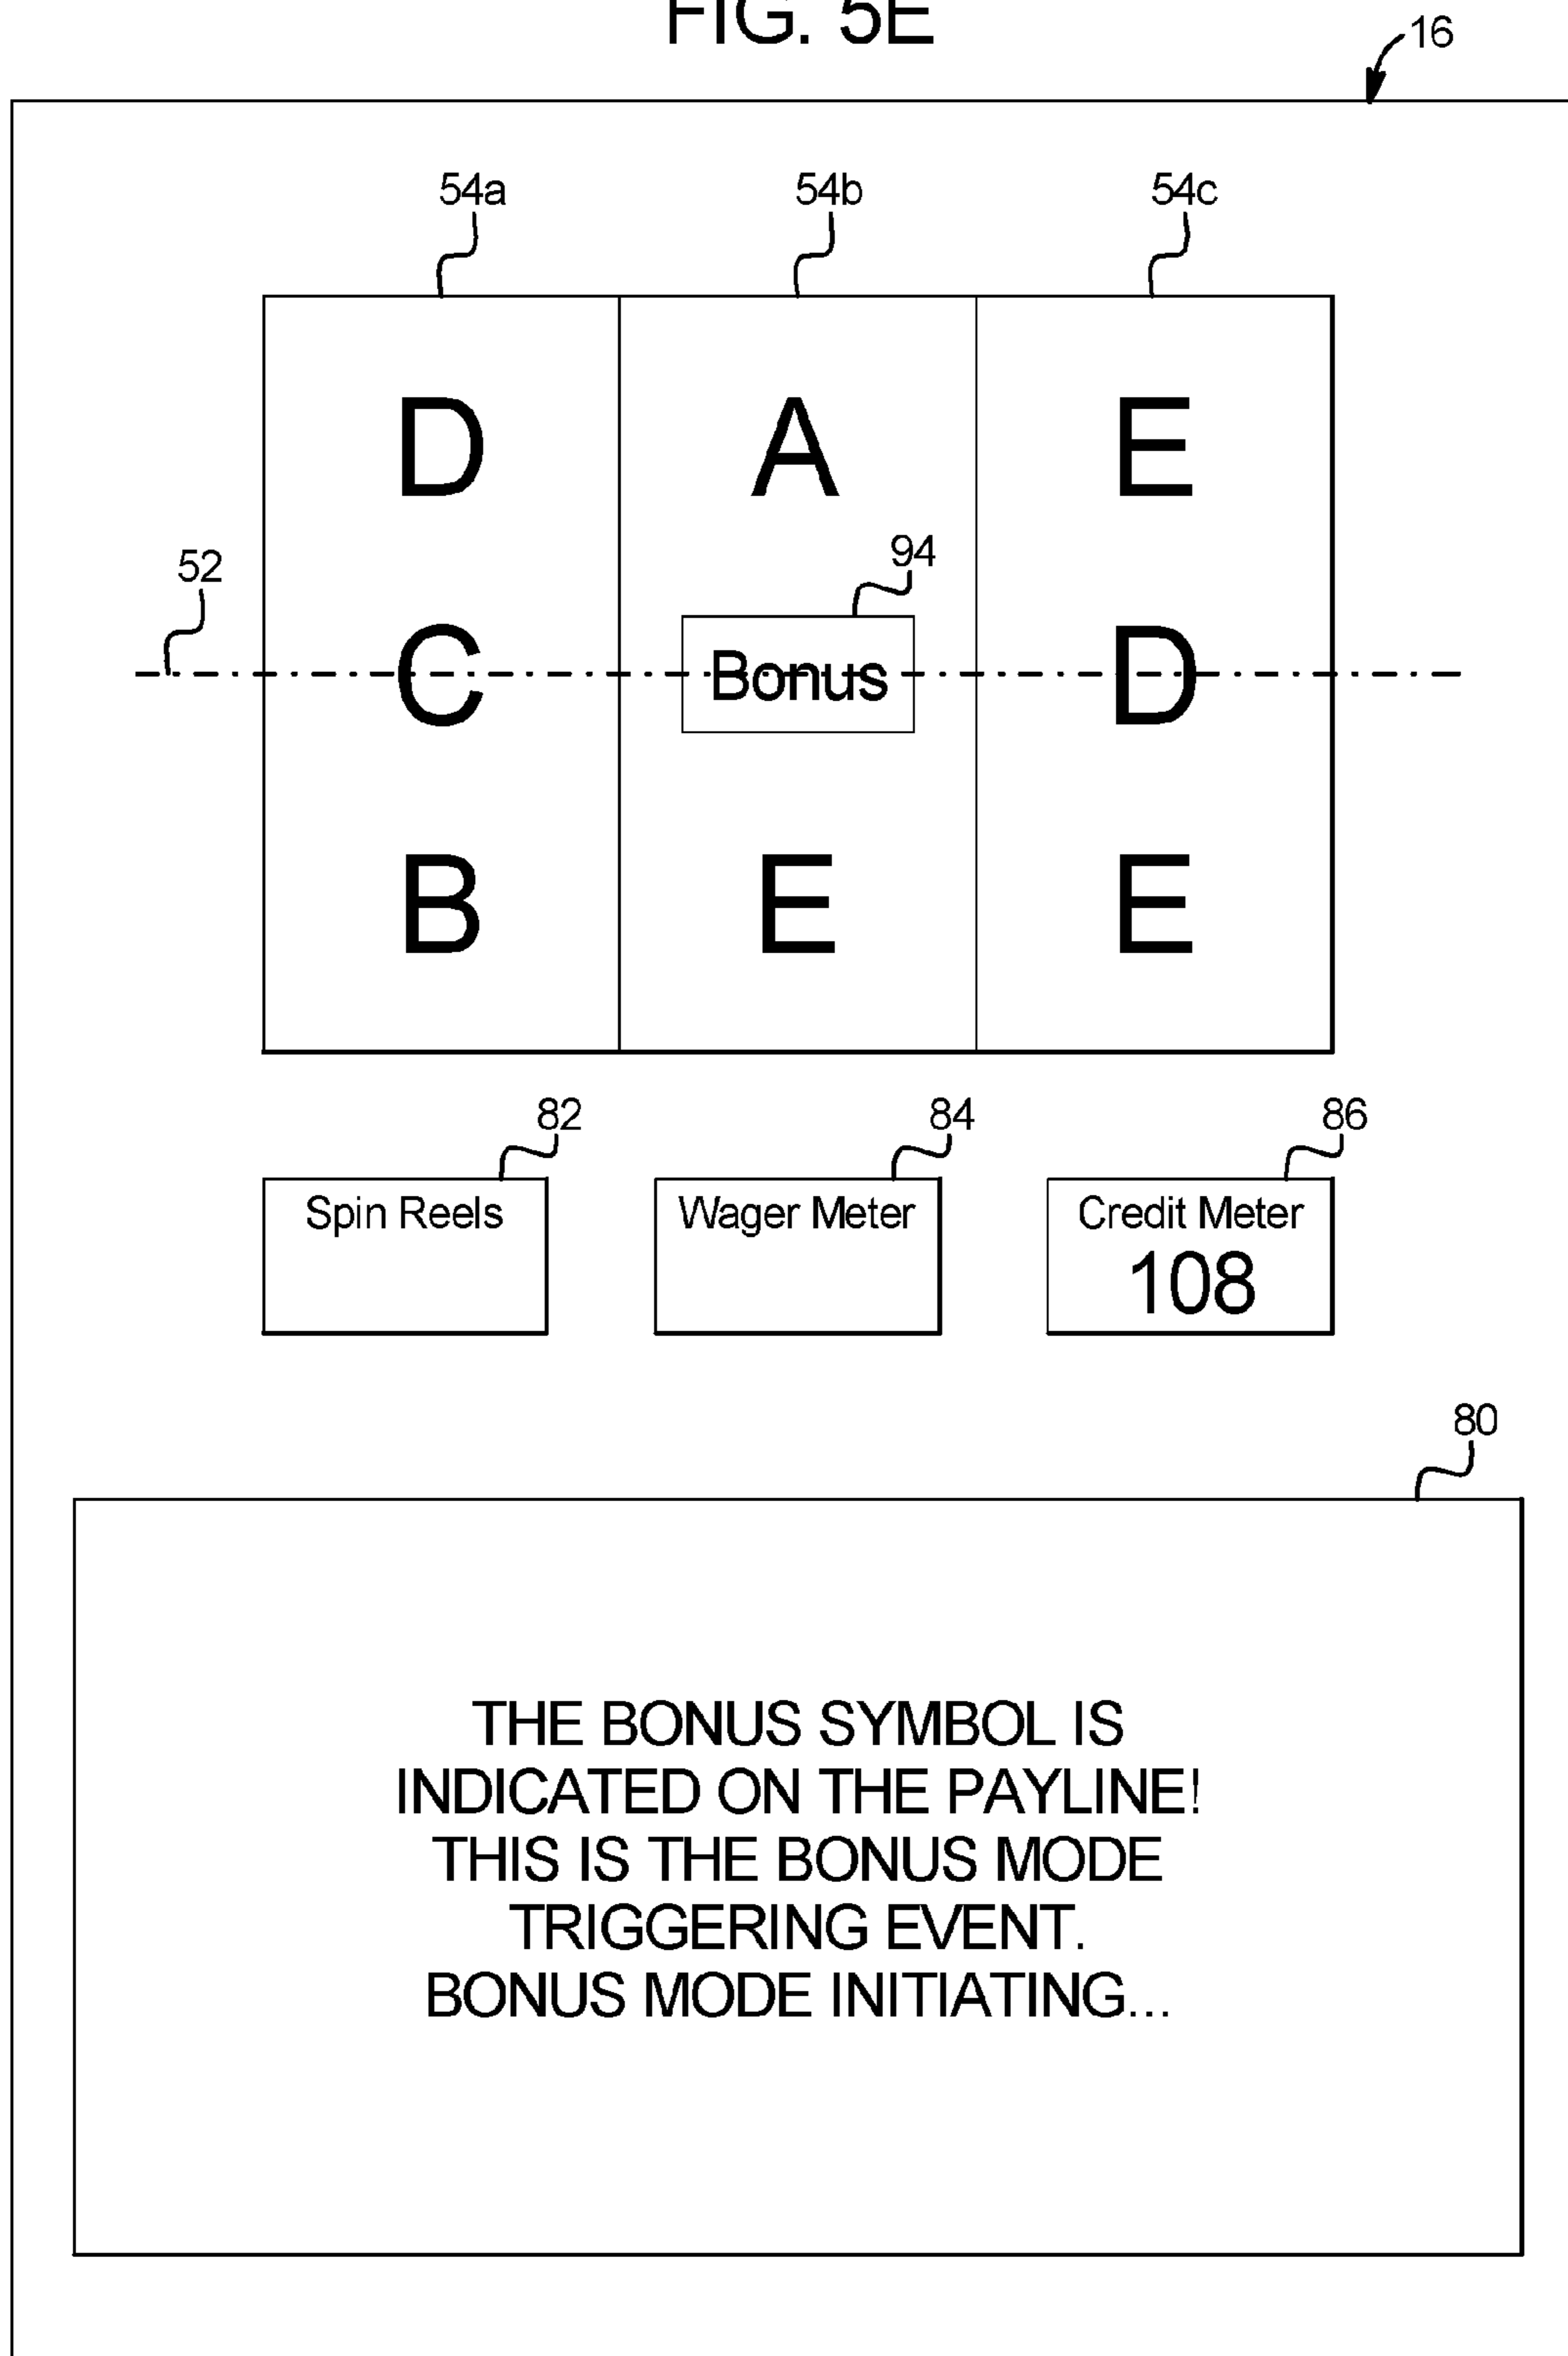 FIG. 5E
16
54a 54b 54c
D A E
94
52
C Bonus D
B E E
82 84 86
Spin Reels Wager Meter Credit Meter
108
80
THE BONUS SYMBOL IS
INDICATED ON THE PAYLINE!
THIS IS THE BONUS MODE
TRIGGERING EVENT.
BONUS MODE INITIATING...